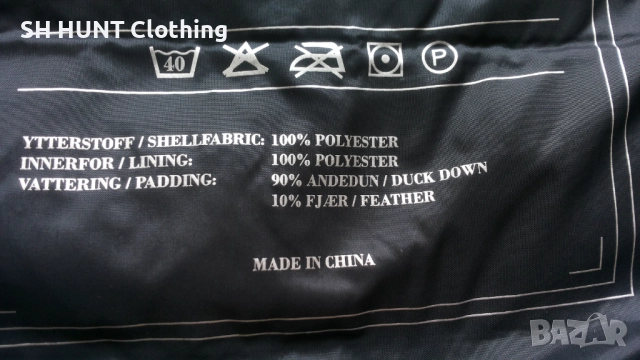 SH HUNT Clothing
40 P
YTTERSTOFF / SHELLFABRIC: 100% POLYESTER
INNERFOR / LINING: 100% POLYESTER
VATTERING / PADDING: 90% ANDEDUN / DUCK DOWN
10% FJÆR / FEATHER
MADE IN CHINA
BAZAR